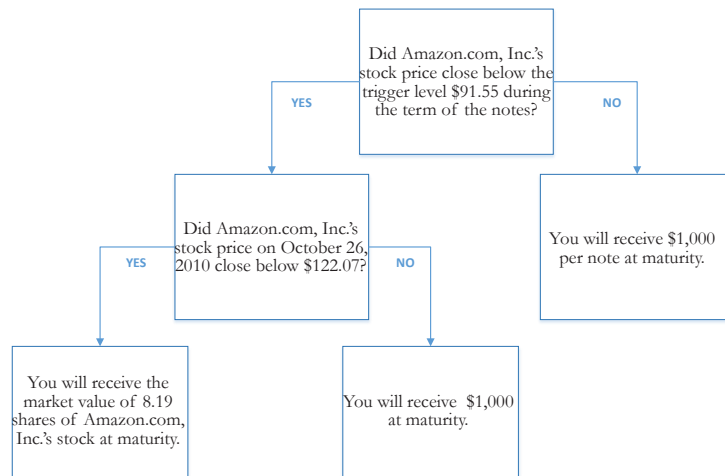 Did Amazon.com, Inc.'s
stock price close below the
trigger level $91.55 during
the term of the notes?
YES
NO
Did Amazon.com, Inc.'s
stock price on October 26,
2010 close below $122.07?
You will receive $1,000
per note at maturity.
YES
NO
You will receive the
market value of 8.19
shares of Amazon.com,
Inc.'s stock at maturity.
You will receive $1,000
at maturity.